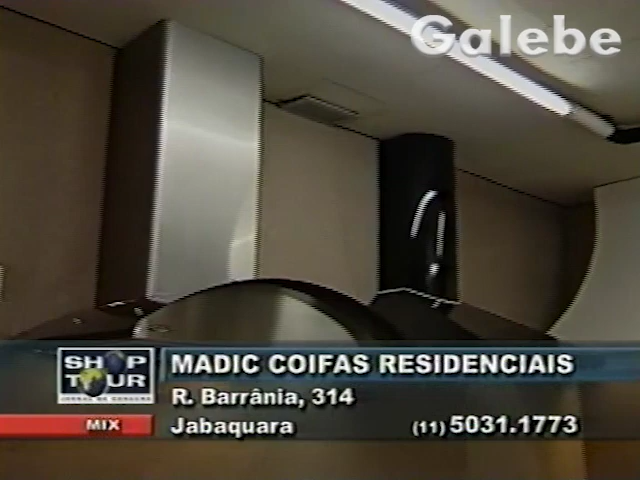 Galebe
SHOP TOUR
MADIC COIFAS RESIDENCIAIS
R. Barrânia, 314
MIX
Jabaquara
(11) 5031.1773